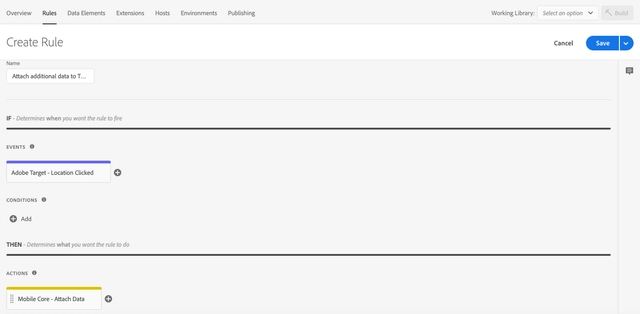 Overview Rules Data Elements Extensions Hosts Environments Publishing Working Library: Select an option Build
Create Rule Cancel Save
Name
Attach additional data to T...
IF - Determines when you want the rule to fire
EVENTS
Adobe Target - Location Clicked
CONDITIONS
Add
THEN - Determines what you want the rule to do
ACTIONS
Mobile Core - Attach Data